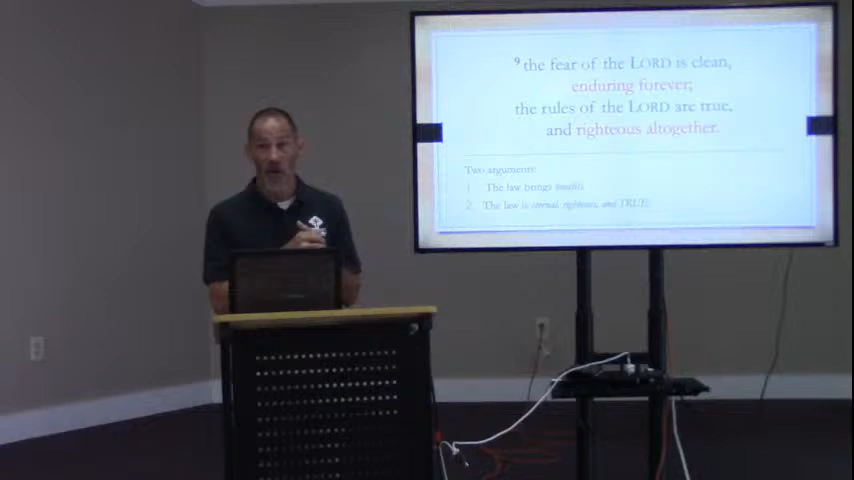 9 the fear of the LORD is clean,
enduring forever;
the rules of the LORD are true,
and righteous altogether.
Two arguments:
1. The law brings benefits
2. The law is eternal, righteous, and TRUE.